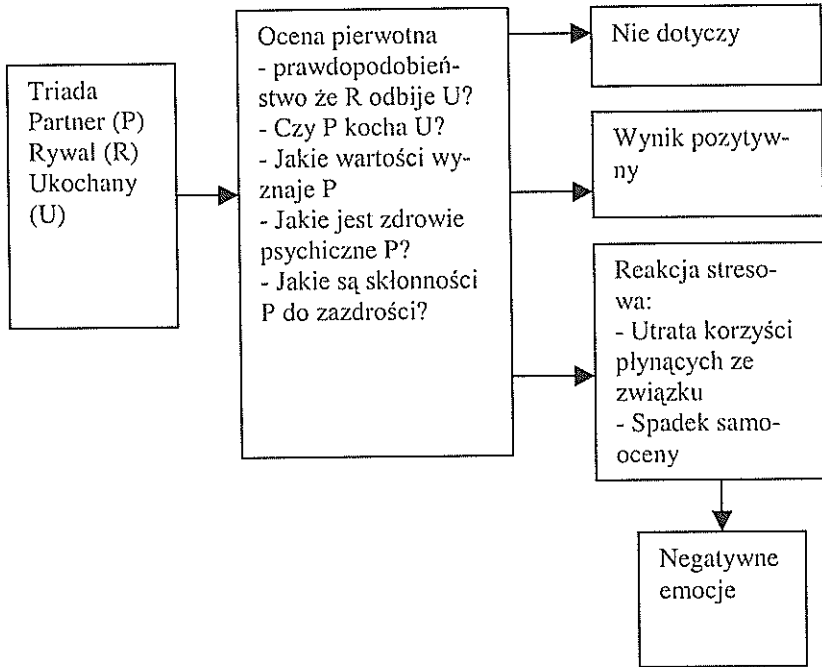 Triada
Partner (P)
Rywal (R)
Ukochany
(U)
Ocena pierwotna
- prawdopodobień-
stwo że R odbije U?
- Czy P kocha U?
- Jakie wartości wy-
znaje P
- Jakie jest zdrowie
psychiczne P?
- Jakie są skłonności
P do zazdrości?
Nie dotyczy
Wynik pozytyw-
ny
Reakcja streso-
wa:
- Utrata korzyści
płynących ze
związku
- Spadek samo-
oceny
Negatywne
emocje